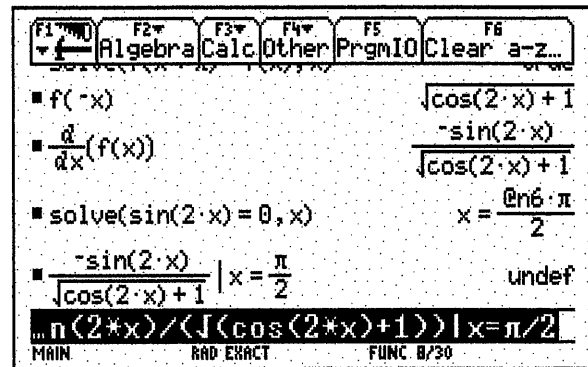 F1 F2 F3 F4 F5 F6
Algebra Calc Other PrgmIO Clear a-z…
f(⁻x) √cos(2·x)+1
d/dx(f(x)) ⁻sin(2·x)/√cos(2·x)+1
solve(sin(2·x)=0,x) x=@n6·π/2
⁻sin(2·x)/√cos(2·x)+1 | x=π/2 undef
…n(2*x)/(√(cos(2*x)+1))|x=π/2
MAIN RAD EXACT FUNC 8/30